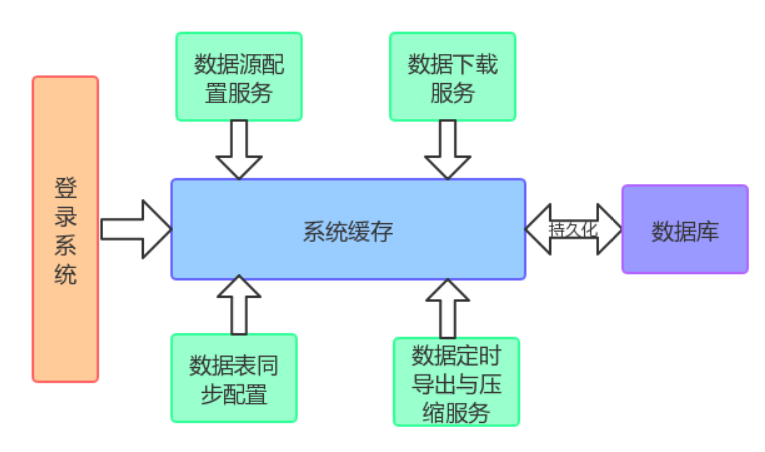 数据源配
置服务
数据下载
服务
登
录
系
统
系统缓存
持久化
数据库
数据表同
步配置
数据定时
导出与压
缩服务